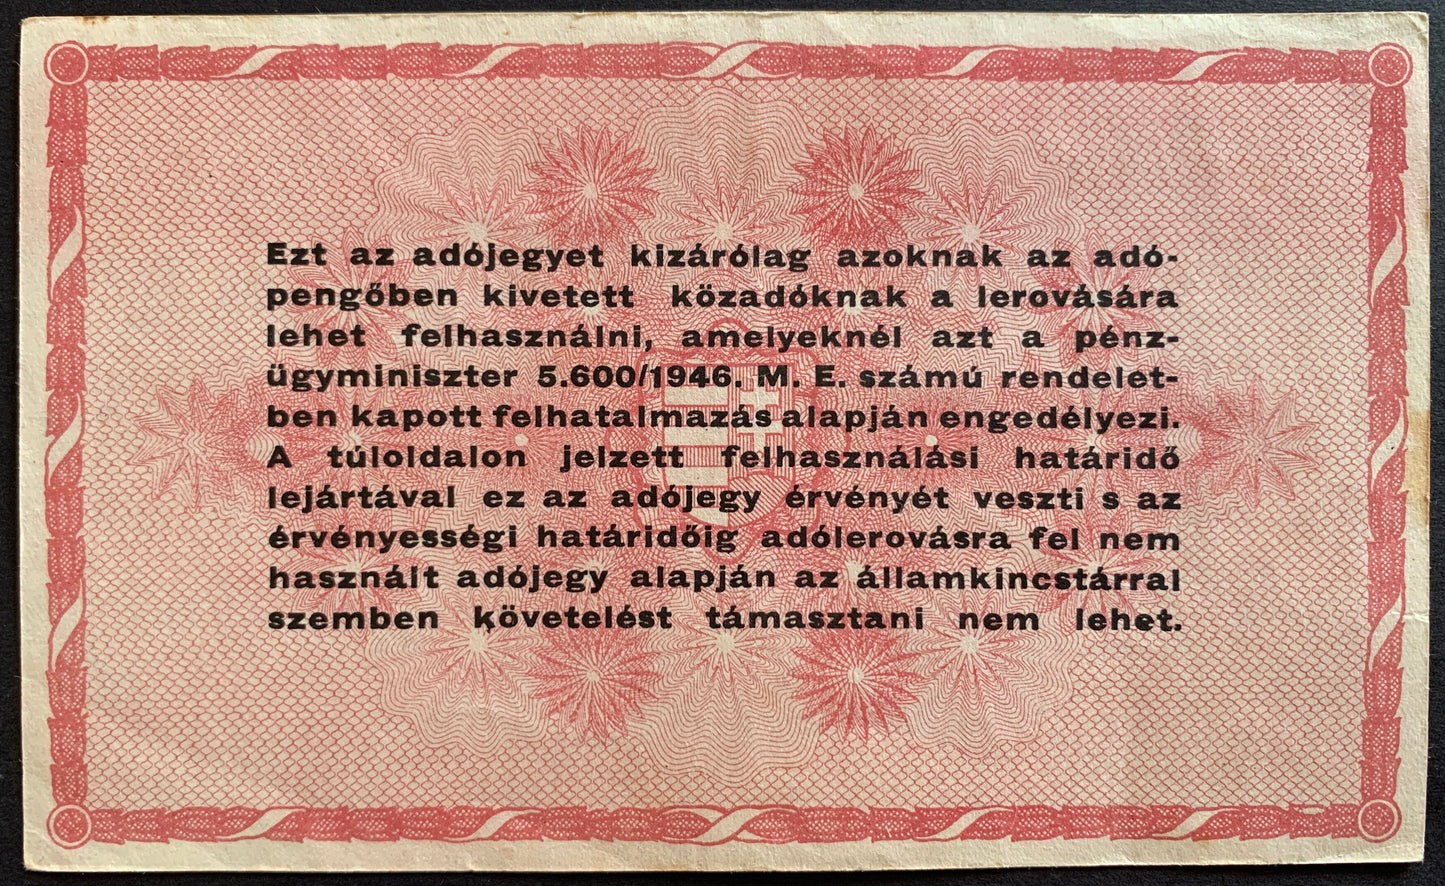 Ezt az adójegyet kizárólag azoknak az adó-
pengőben kivetett közadóknak a lerovására
lehet felhasználni, amelyeknél azt a pénz-
ügyminiszter 5.600/1946. M. E. számú rendelet-
ben kapott felhatalmazás alapján engedélyezi.
A túloldalon jelzett felhasználási határidő
lejártával ez az adójegy érvényét veszti s az
érvényességi határidőig adólerovásra fel nem
használt adójegy alapján az államkincstárral
szemben követelést támasztani nem lehet.